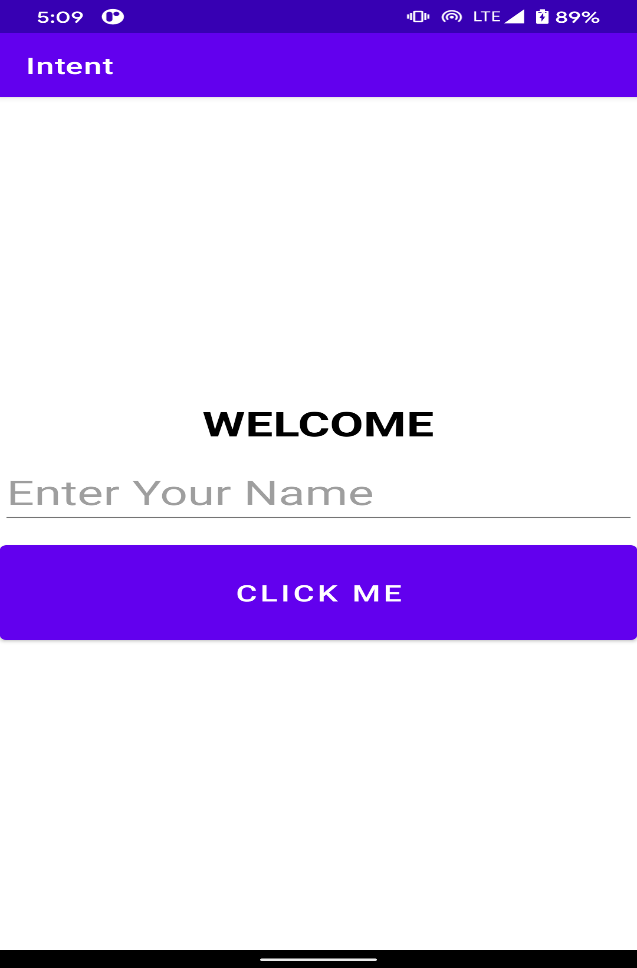 5:09 LTE 89%
Intent
WELCOME
Enter Your Name
CLICK ME